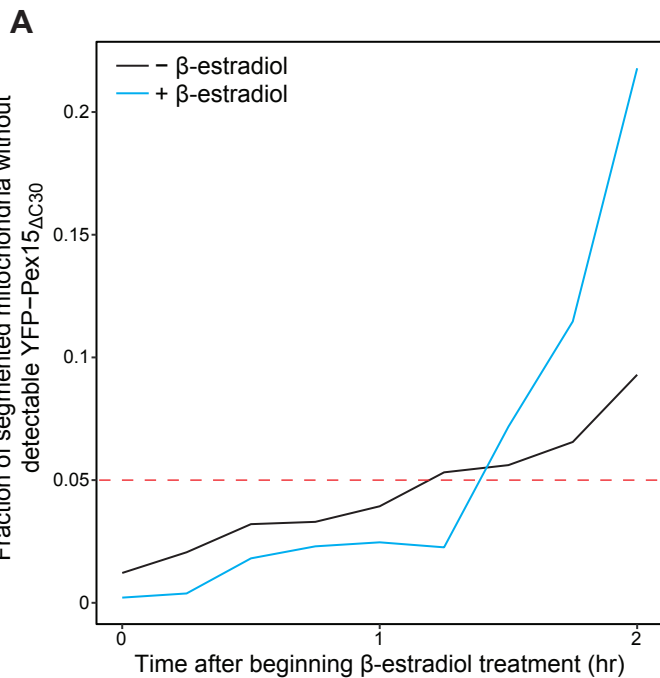 A
− β-estradiol
+ β-estradiol
Fraction of segmented mitochondria without
detectable YFP−Pex15ΔC30
0.2
0.15
0.1
0.05
0
0
1
2
Time after beginning β-estradiol treatment (hr)